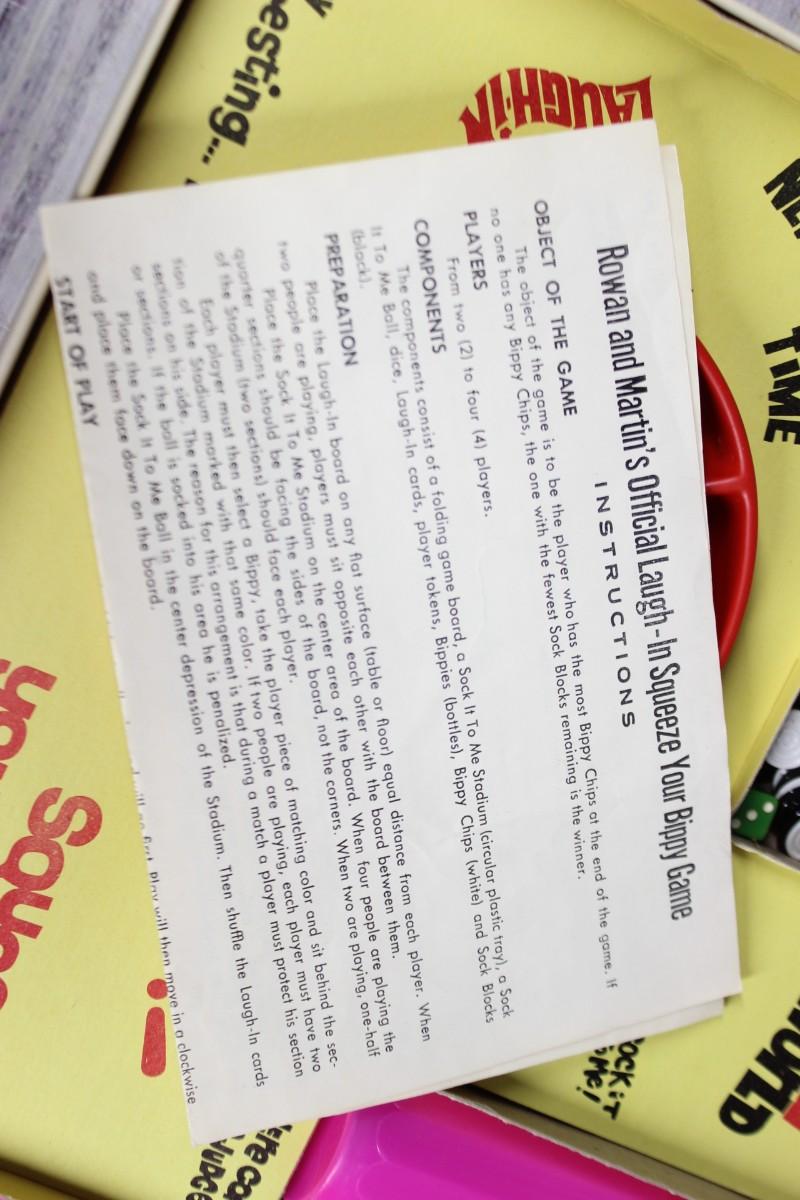 Rowan and Martin's Official Laugh-In Squeeze Your Bippy Game
INSTRUCTIONS
OBJECT OF THE GAME
The object of the game is to be the player who has the most Bippy Chips at the end of the game. If
no one has any Bippy Chips, the one with the fewest Sock Blocks remaining is the winner.
PLAYERS
From two (2) to four (4) players.
COMPONENTS
The components consist of a folding game board, a Sock It To Me Stadium (circular plastic tray), a Sock
It To Me Ball, dice, Laugh-In cards, player tokens, Bippies (bottles), Bippy Chips (white) and Sock Blocks
(black).
PREPARATION
Place the Laugh-In board on any flat surface (table or floor) equal distance from each player. When
two people are playing, players must sit opposite each other with the board between them.
Place the Sock It To Me Stadium on the center area of the board. When four people are playing the
quarter sections should be facing the sides of the board, not the corners. When two are playing, one-half
of the Stadium (two sections) should face each player.
Each player must then select a Bippy, take the player piece of matching color and sit behind the sec-
tion of the Stadium marked with that same color. If two people are playing, each player must have two
sections on his side. The reason for this arrangement is that during a match a player must protect his section
or sections. If the ball is socked into his area he is penalized.
Place the Sock It To Me Ball in the center depression of the Stadium. Then shuffle the Laugh-In cards
and place them face down on the board.
START OF PLAY
will go first. Play will then move in a clockwise
LAUGH-IN
TIME
esting...